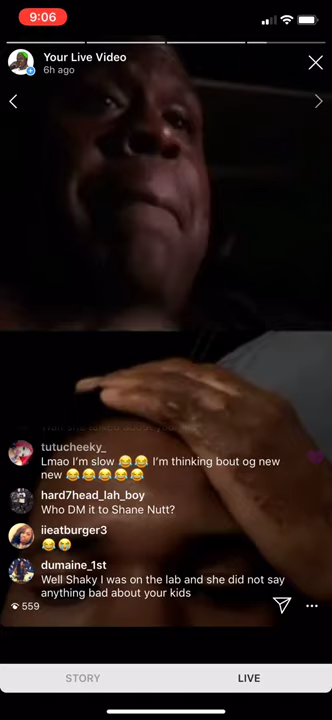 9:06
Your Live Video
6h ago
tutucheeky_
Lmao I'm slow 😂😂 I'm thinking bout og new
new 😂😂😂😂😂
hard7head_lah_boy
Who DM it to Shane Nutt?
iieatburger3
😂😭
dumaine_1st
Well Shaky I was on the lab and she did not say
anything bad about your kids
559
STORY
LIVE